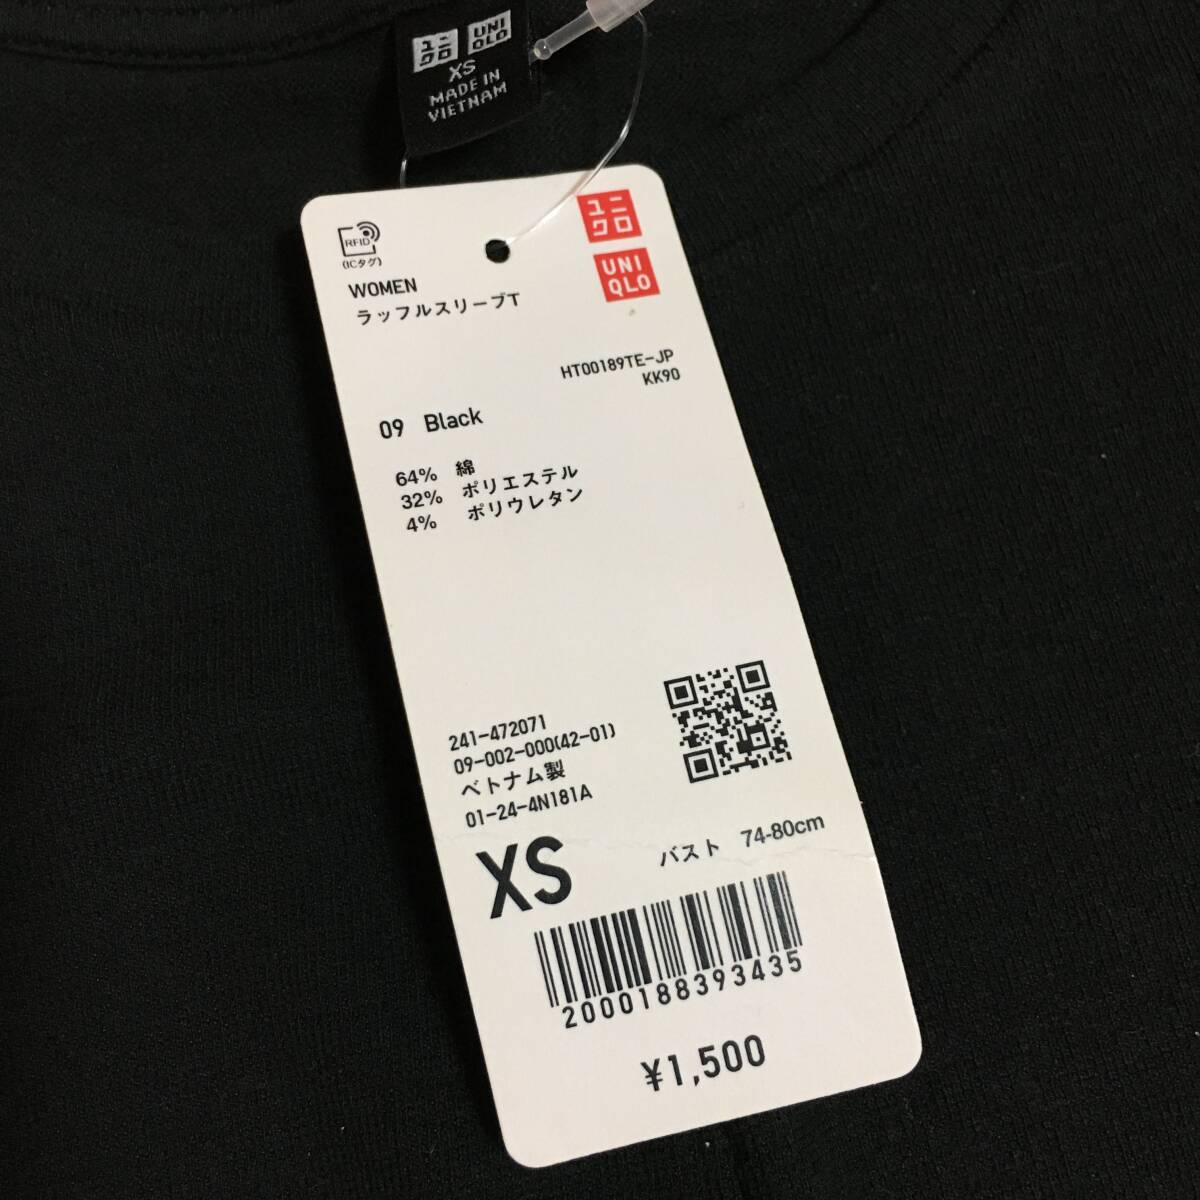 ユニ UNI
クロ QLO
XS
MADE IN
VIETNAM
RFID
(ICタグ)
ユニ
クロ
UNI
QLO
WOMEN
ラッフルスリーブT
HT00189TE-JP
KK90
09 Black
64% 綿
32% ポリエステル
4% ポリウレタン
241-472071
09-002-000(42-01)
ベトナム製
01-24-4N181A
XS バスト 74-80cm
2000188393435
¥1,500